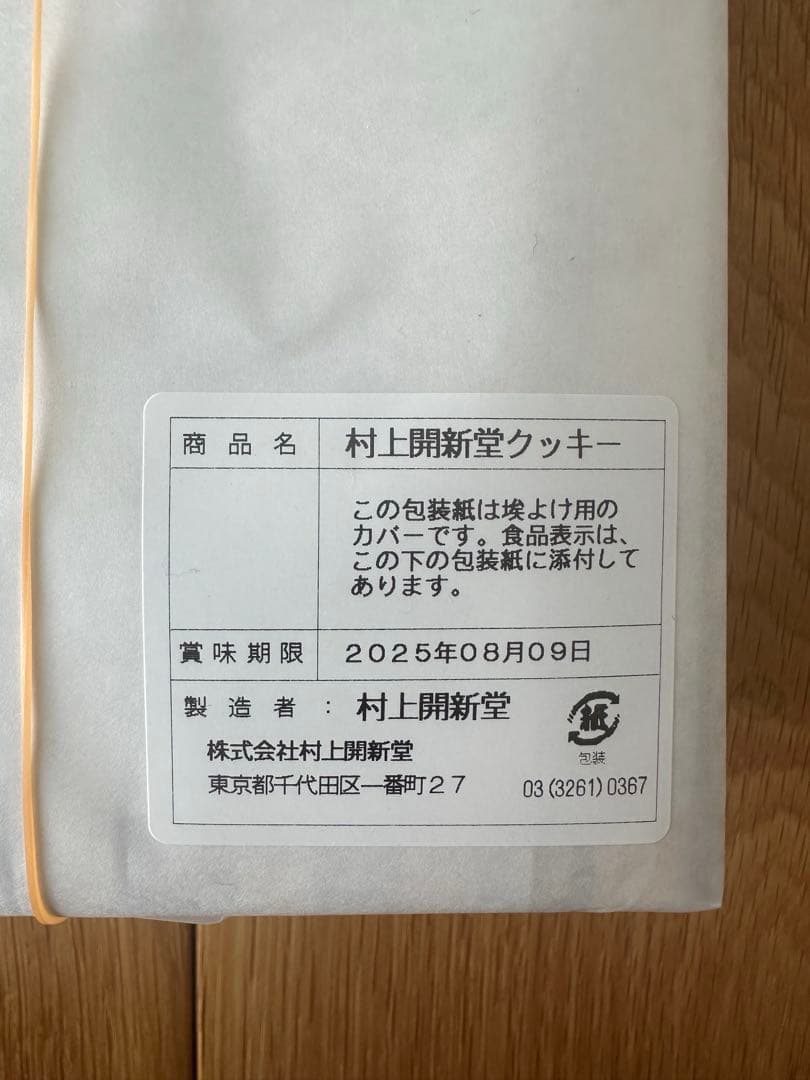 商品名 村上開新堂クッキー
この包装紙は埃よけ用の
カバーです。食品表示は、
この下の包装紙に添付して
あります。
賞味期限 2025年08月09日
製造者： 村上開新堂
紙
包装
株式会社村上開新堂
東京都千代田区一番町27 03(3261)0367